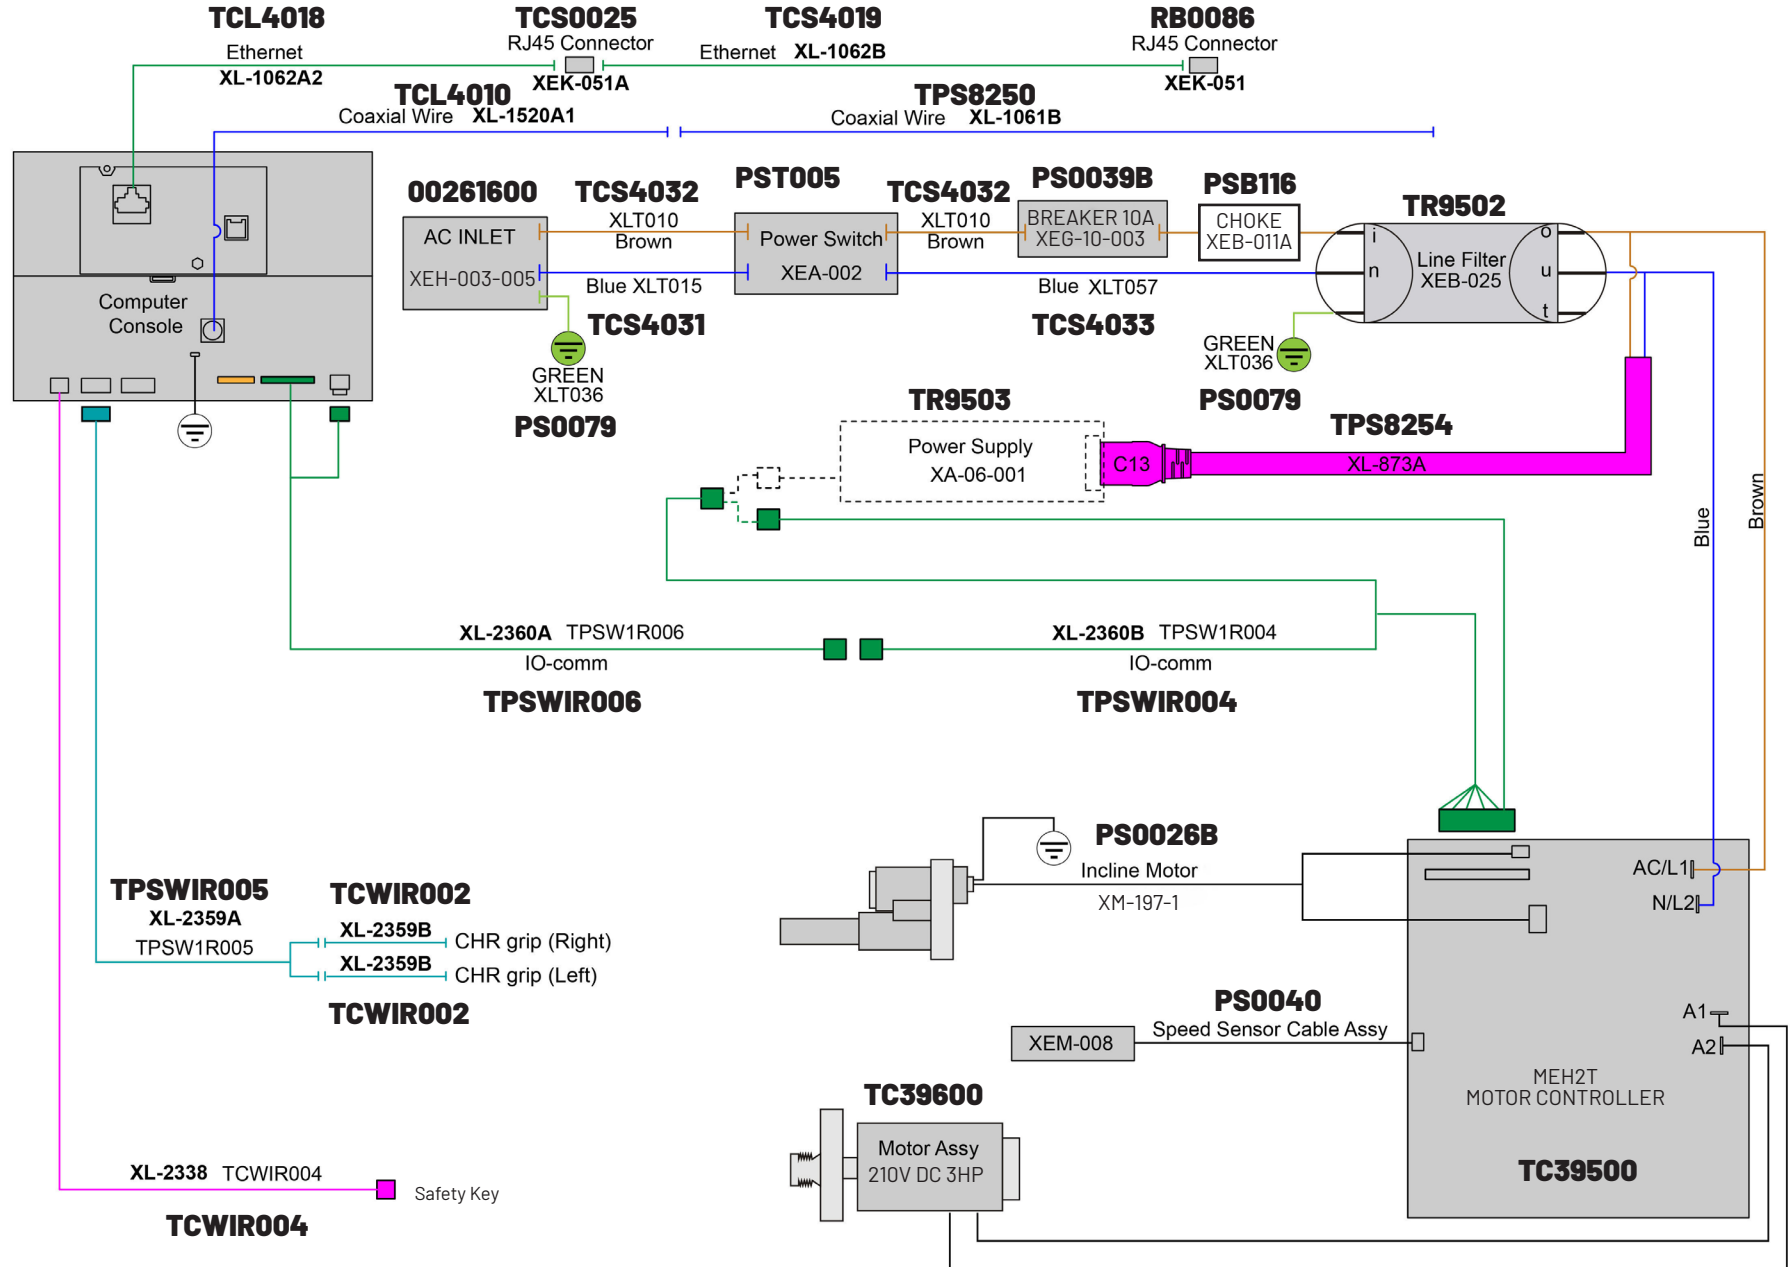 TCL4018
Ethernet
XL-1062A2
TCS0025
RJ45 Connector
XEK-051A
TCS4019
Ethernet XL-1062B
RB0086
RJ45 Connector
XEK-051
TCL4010
Coaxial Wire XL-1520A1
TPS8250
Coaxial Wire XL-1061B
Computer
Console
00261600
AC INLET
XEH-003-005
TCS4032
XLT010
Brown
Blue XLT015
TCS4031
GREEN
XLT036
PS0079
PST005
Power Switch
XEA-002
TCS4032
XLT010
Brown
Blue XLT057
TCS4033
PS0039B
BREAKER 10A
XEG-10-003
PSB116
CHOKE
XEB-011A
TR9502
i
n
Line Filter
XEB-025
o
u
t
GREEN
XLT036
PS0079
TR9503
Power Supply
XA-06-001
C13
TPS8254
XL-873A
Blue
Brown
XL-2360A TPSW1R006
IO-comm
TPSWIR006
XL-2360B TPSW1R004
IO-comm
TPSWIR004
TPSWIR005
XL-2359A
TPSW1R005
TCWIR002
XL-2359B CHR grip (Right)
XL-2359B CHR grip (Left)
TCWIR002
XL-2338 TCWIR004
Safety Key
TCWIR004
PS0026B
Incline Motor
XM-197-1
PS0040
Speed Sensor Cable Assy
XEM-008
TC39600
Motor Assy
210V DC 3HP
AC/L1
N/L2
A1
A2
MEH2T
MOTOR CONTROLLER
TC39500